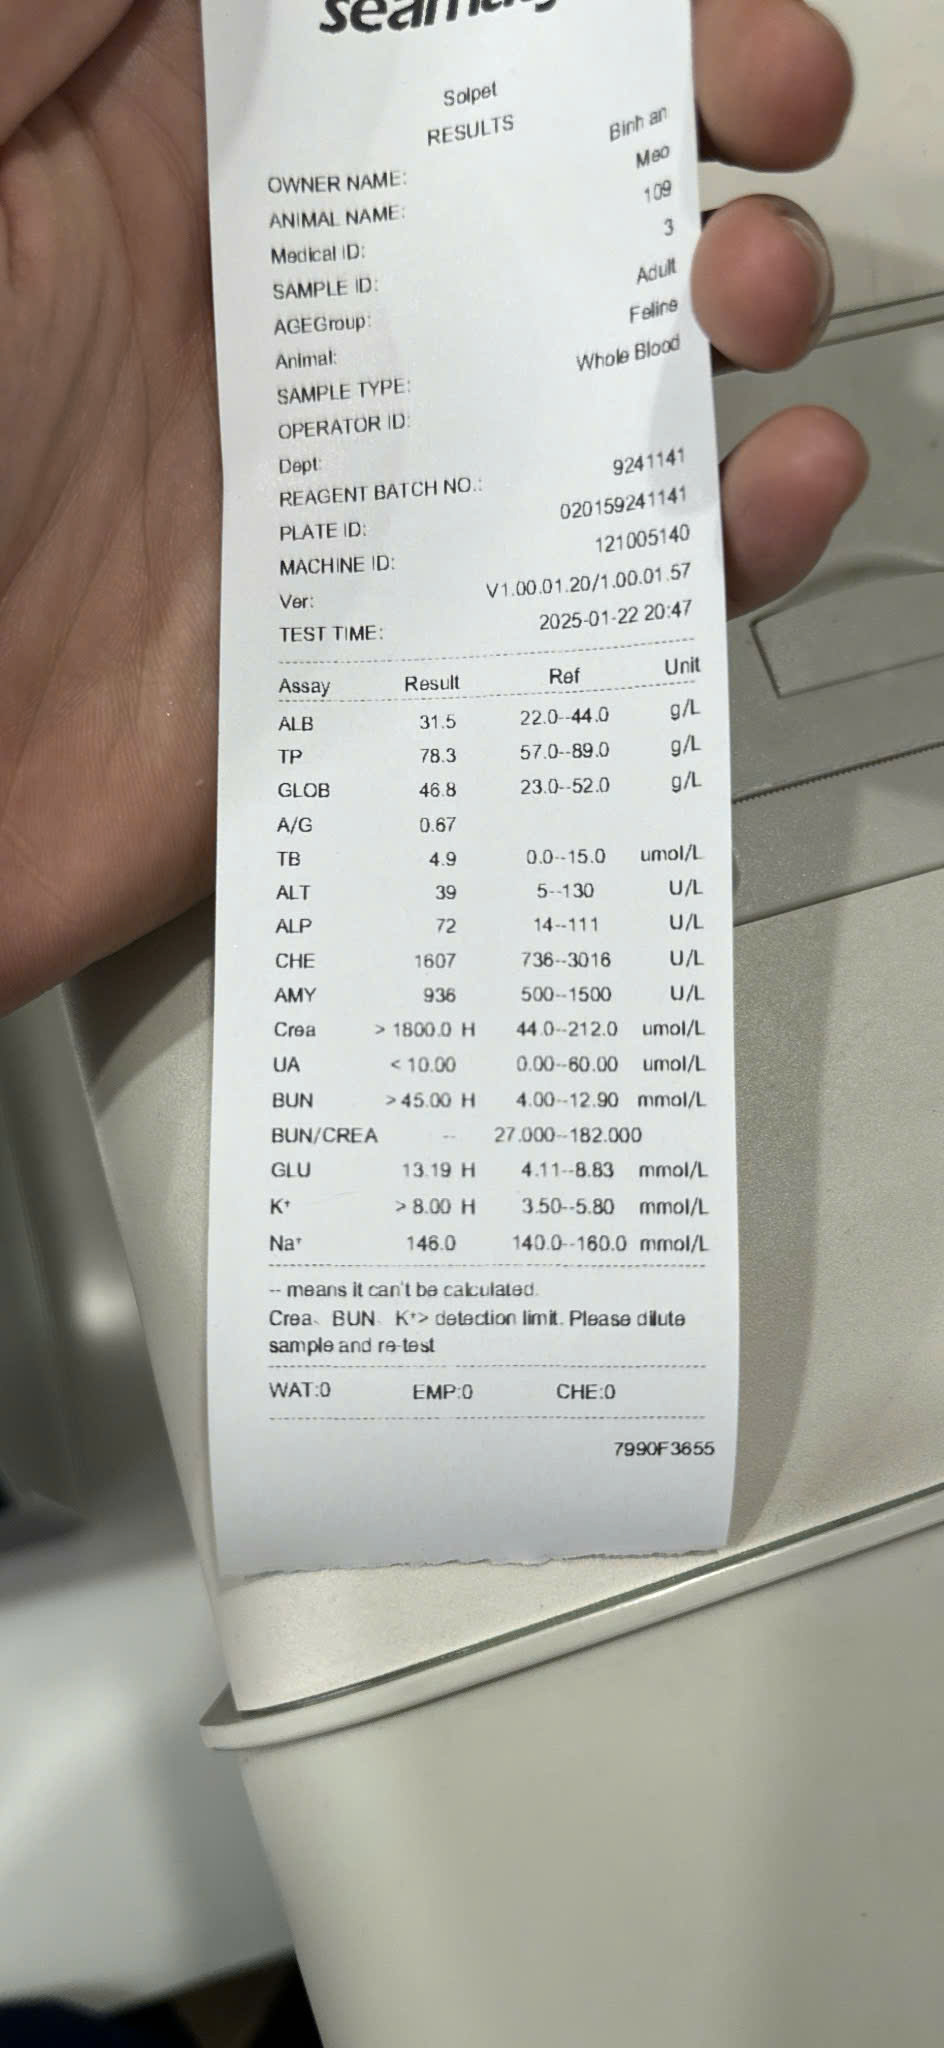 Solpet
RESULTS
OWNER NAME: Binh an
ANIMAL NAME: Meo
Medical ID: 109
SAMPLE ID: 3
AGEGroup: Adult
Animal: Feline
SAMPLE TYPE: Whole Blood
OPERATOR ID:
Dept:
REAGENT BATCH NO.: 9241141
PLATE ID: 020159241141
MACHINE ID: 121005140
Ver: V1.00.01.20/1.00.01.57
TEST TIME: 2025-01-22 20:47
Assay Result Ref Unit
ALB 31.5 22.0--44.0 g/L
TP 78.3 57.0--89.0 g/L
GLOB 46.8 23.0--52.0 g/L
A/G 0.67
TB 4.9 0.0--15.0 umol/L
ALT 39 5--130 U/L
ALP 72 14--111 U/L
CHE 1607 736--3016 U/L
AMY 936 500--1500 U/L
Crea > 1800.0 H 44.0--212.0 umol/L
UA < 10.00 0.00--60.00 umol/L
BUN > 45.00 H 4.00--12.90 mmol/L
BUN/CREA -- 27.000--182.000
GLU 13.19 H 4.11--8.83 mmol/L
K⁺ > 8.00 H 3.50--5.80 mmol/L
Na⁺ 146.0 140.0--160.0 mmol/L
-- means it can't be calculated.
Crea、BUN、K⁺> detection limit. Please dilute
sample and re-test
WAT:0 EMP:0 CHE:0
7990F3655